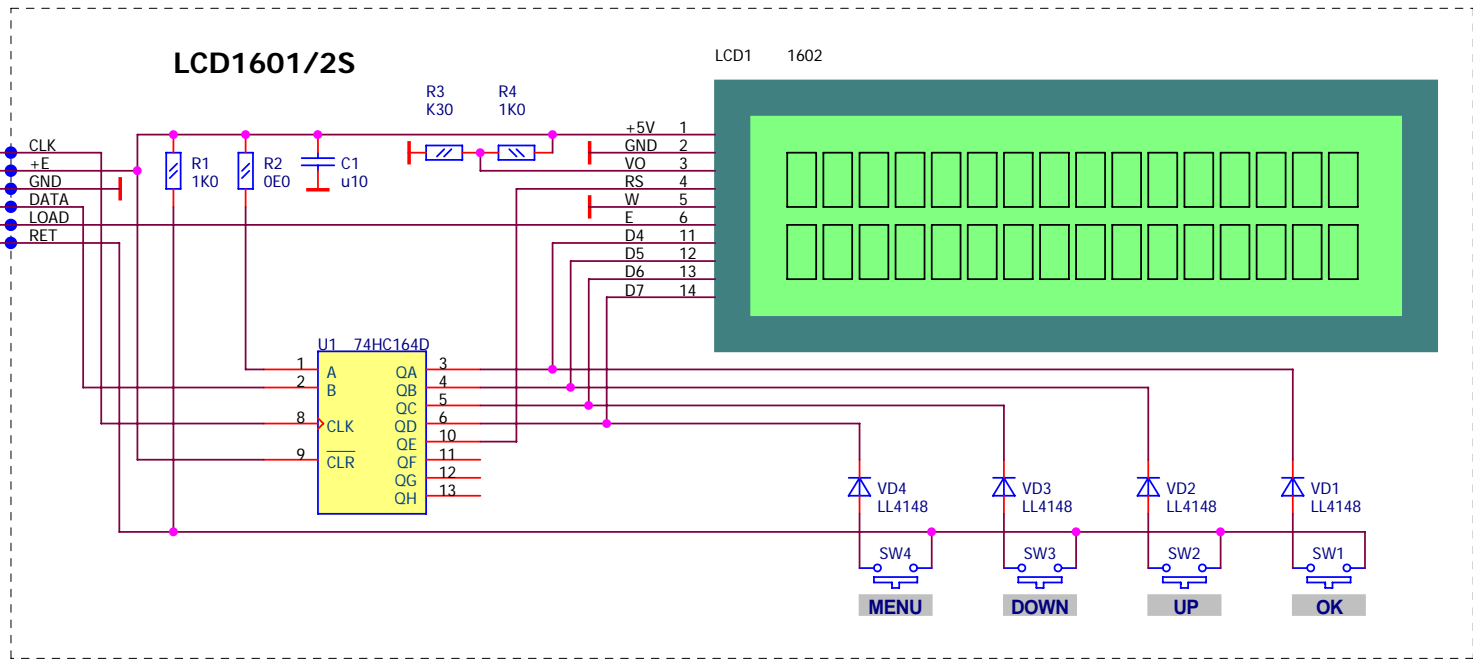 LCD1601/2S
LCD1 1602
R3
K30
R4
1K0
CLK
+E
GND
DATA
LOAD
RET
R1
1K0
R2
0E0
C1
u10
+5V 1
GND 2
VO 3
RS 4
W 5
E 6
D4 11
D5 12
D6 13
D7 14
U1 74HC164D
1 A QA 3
2 B QB 4
QC 5
8 CLK QD 6
QE 10
9 CLR QF 11
QG 12
QH 13
VD4
LL4148
VD3
LL4148
VD2
LL4148
VD1
LL4148
SW4
SW3
SW2
SW1
MENU
DOWN
UP
OK